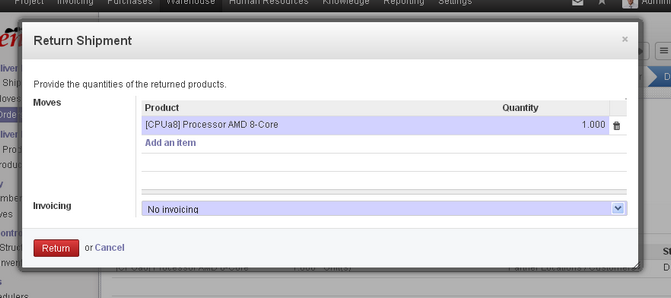 Project Invoicing Purchases Warehouse Human Resources Knowledge Reporting Settings
Return Shipment ×
Provide the quantities of the returned products.
Moves
Product Quantity
[CPUa8] Processor AMD 8-Core 1.000
Add an item
Invoicing No invoicing
Return or Cancel